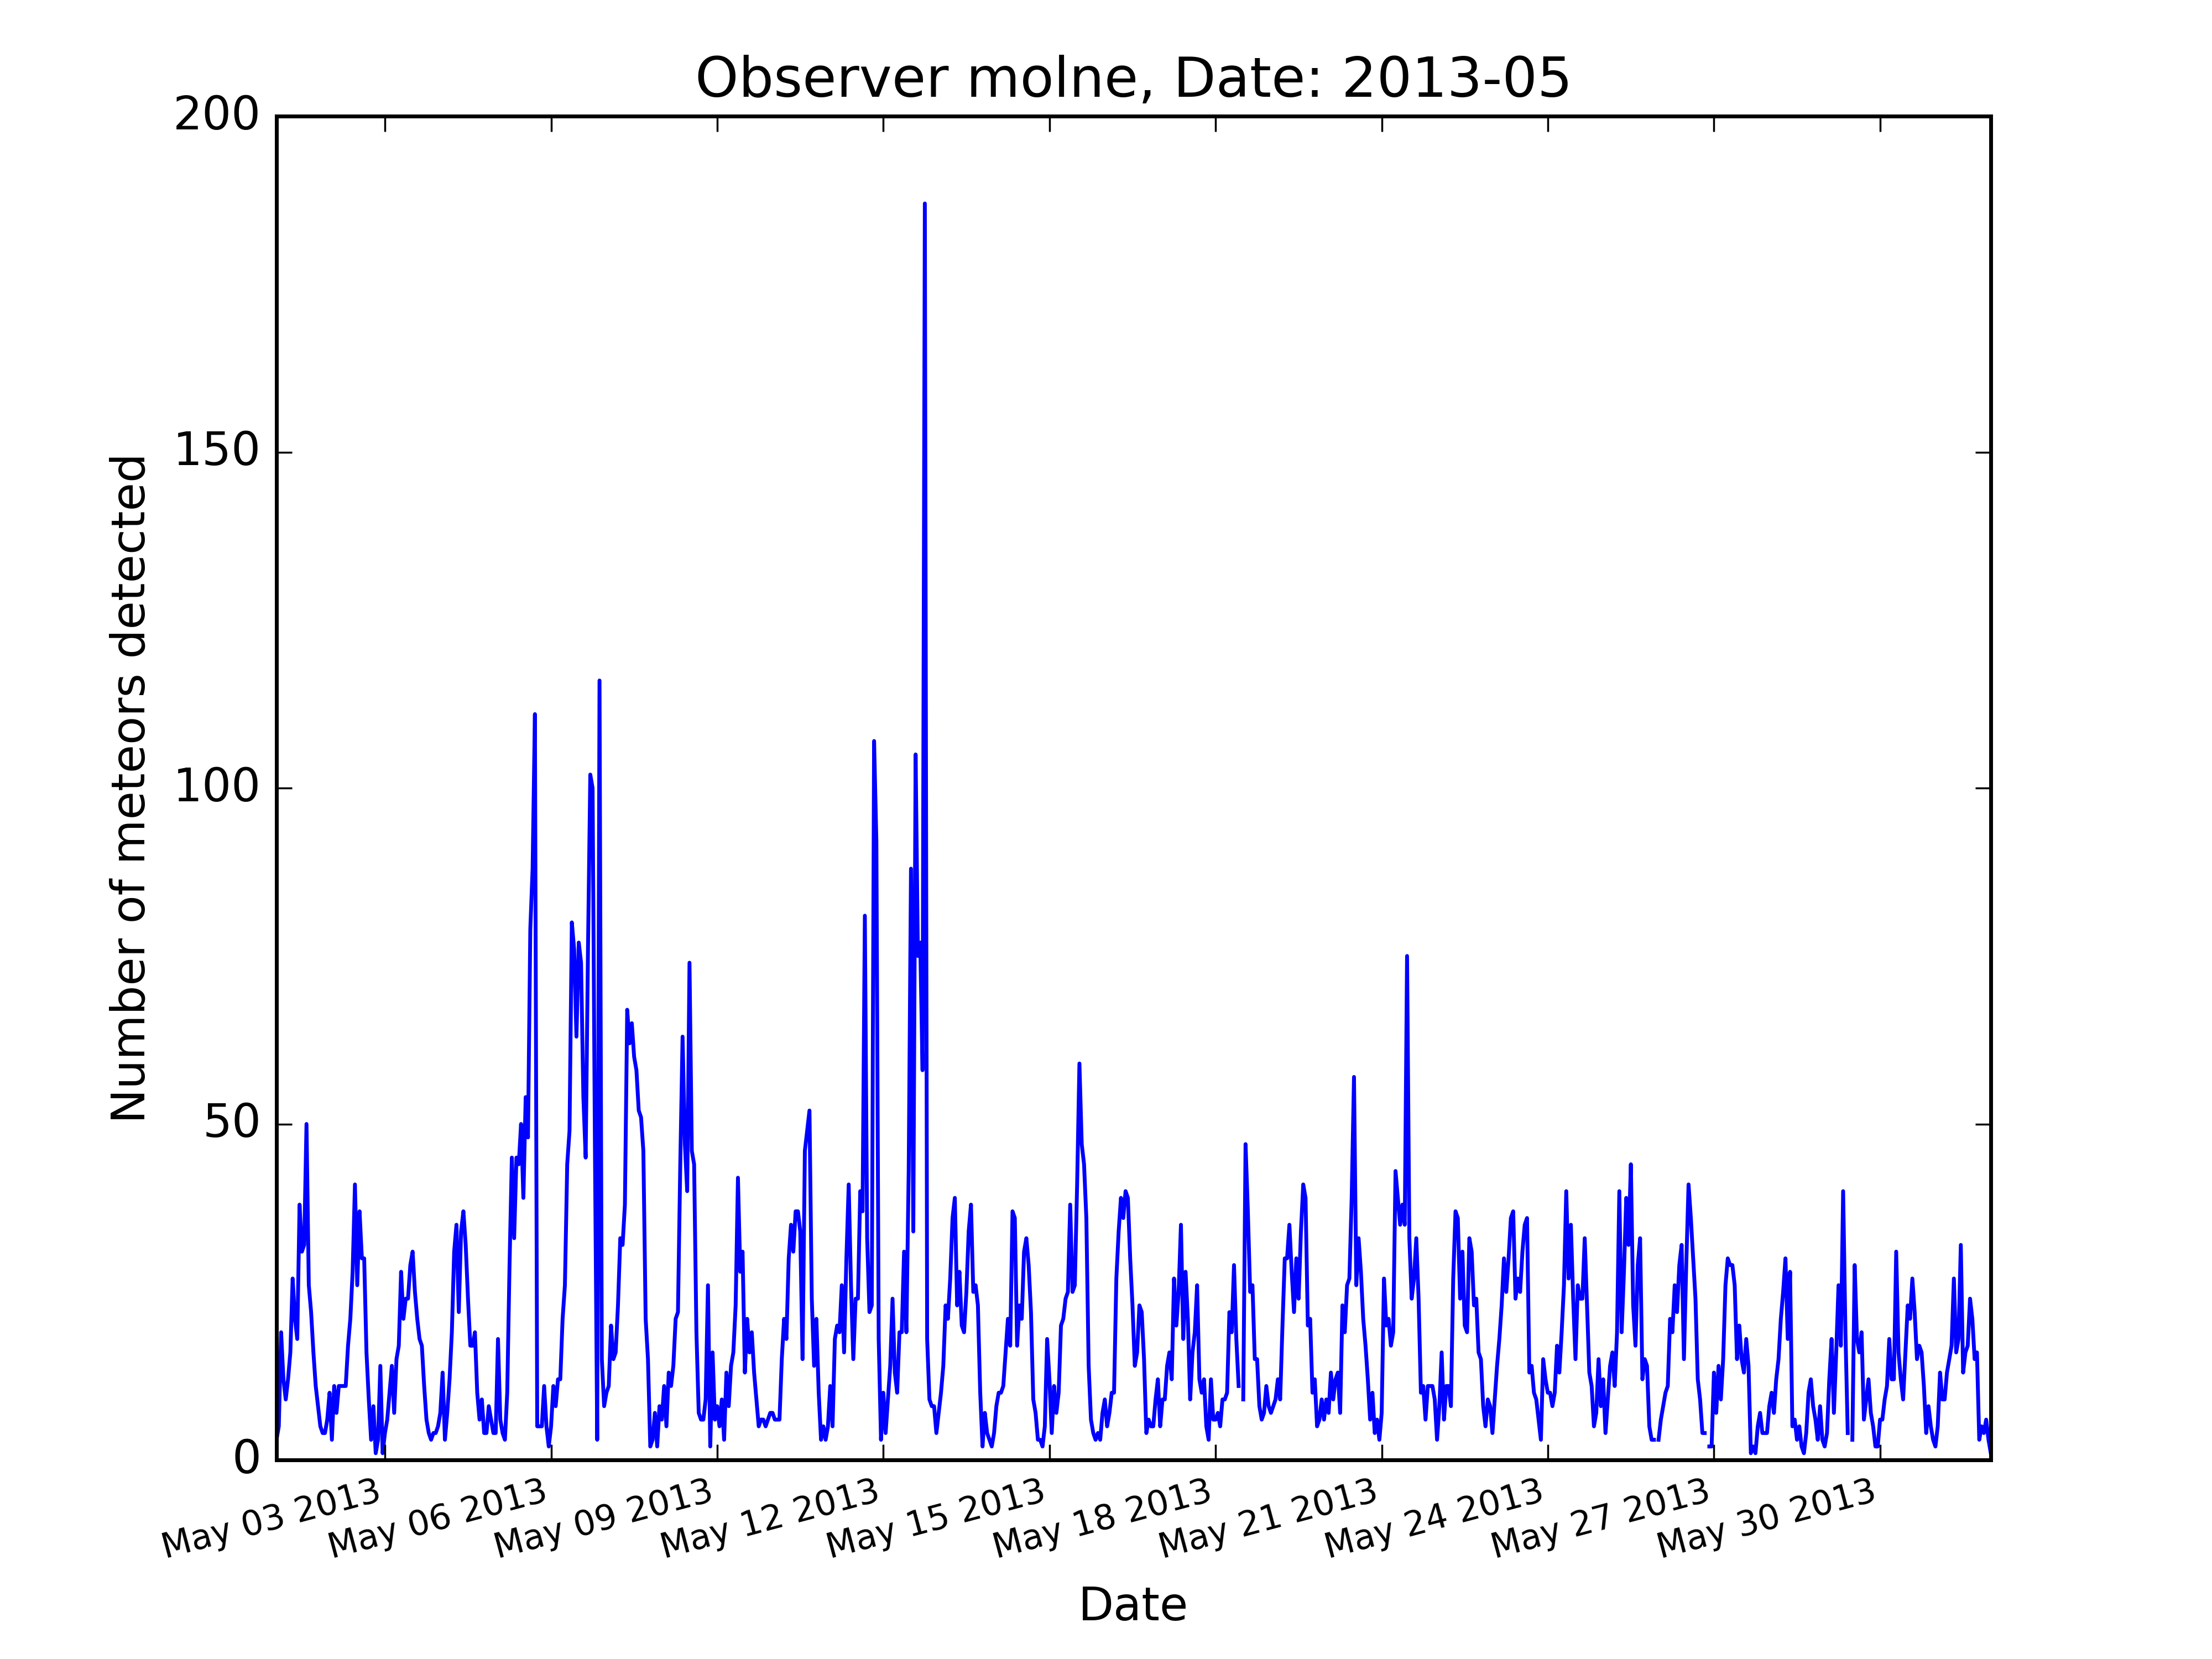 Observer molne, Date: 2013-05
Number of meteors detected
200
150
100
50
0
May 03 2013
May 06 2013
May 09 2013
May 12 2013
May 15 2013
May 18 2013
May 21 2013
May 24 2013
May 27 2013
May 30 2013
Date